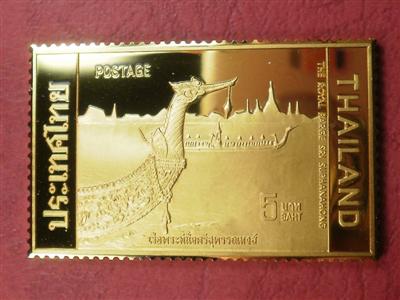 ประเทศไทย
POSTAGE
THAILAND
THE ROYAL BARGE SRI SUPHANAHONG
5 บาท
BAHT
เรือพระที่นั่งศรีสุพรรณหงส์